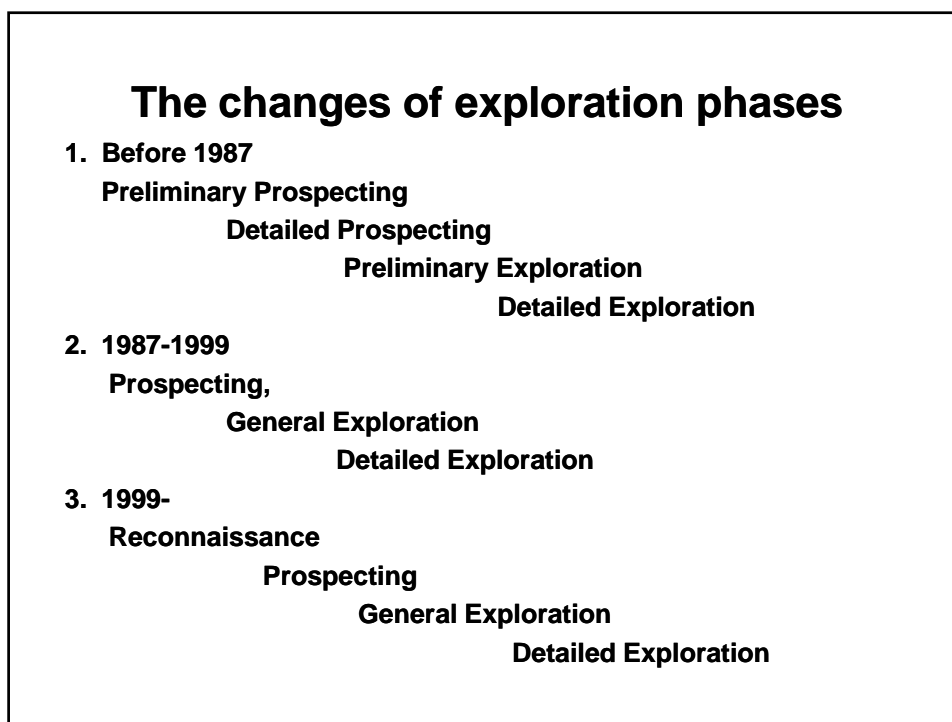 The changes of exploration phases
1. Before 1987
Preliminary Prospecting
Detailed Prospecting
Preliminary Exploration
Detailed Exploration
2. 1987-1999
Prospecting,
General Exploration
Detailed Exploration
3. 1999-
Reconnaissance
Prospecting
General Exploration
Detailed Exploration